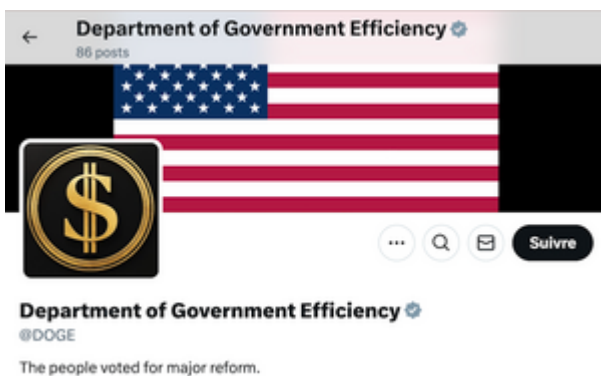 Department of Government Efficiency
86 posts
$
Suivre
Department of Government Efficiency
@DOGE
The people voted for major reform.